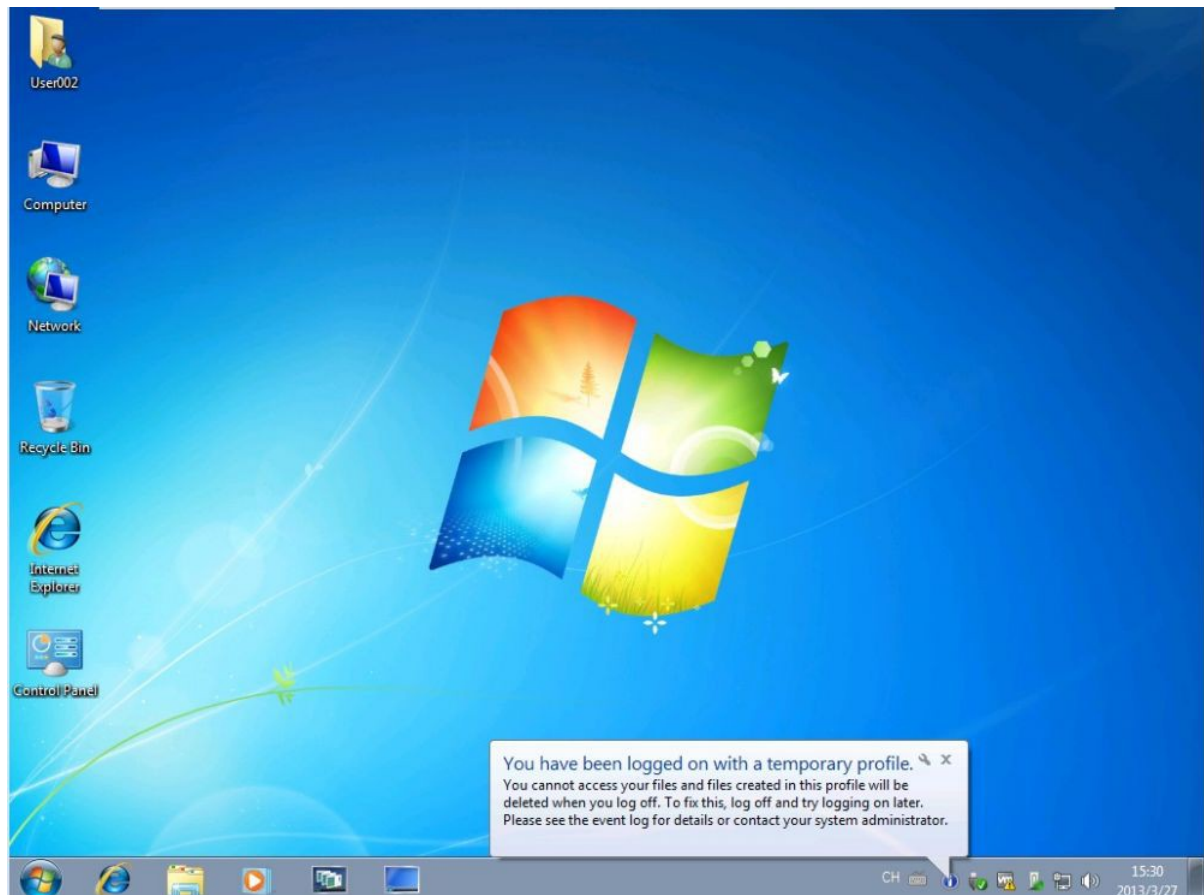 User002
Computer
Network
Recycle Bin
Internet
Explorer
Control Panel
You have been logged on with a temporary profile.
You cannot access your files and files created in this profile will be
deleted when you log off. To fix this, log off and try logging on later.
Please see the event log for details or contact your system administrator.
CH
15:30
2013/3/27